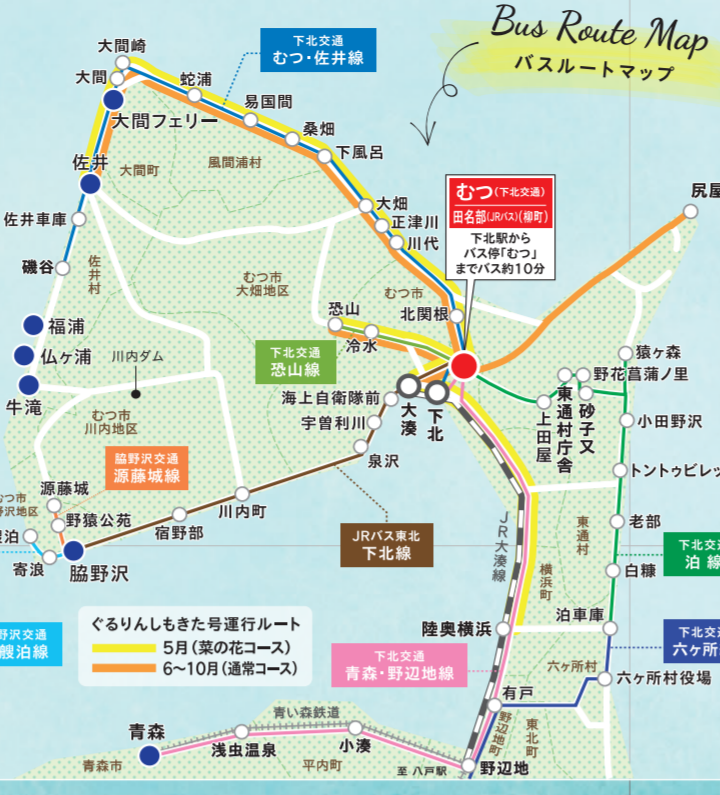 Bus Route Map
バスルートマップ
下北交通
むつ・佐井線
大間崎
大間
蛇浦
易国間
大間フェリー
桑畑
下風呂
佐井
大間町
風間浦村
むつ(下北交通)
田名部(JRバス)(柳町)
下北駅から
バス停「むつ」
までバス約10分
尻屋
大畑
正津川
川代
佐井車庫
磯谷
佐井村
むつ市
大畑地区
むつ市
恐山
北関根
冷水
下北交通
恐山線
福浦
仏ヶ浦
川内ダム
牛滝
むつ市
川内地区
海上自衛隊前
大湊
下北
宇曽利川
泉沢
猿ヶ森
野花菖蒲ノ里
上田屋
東通村庁舎
砂子又
小田野沢
トントゥビレッ
脇野沢交通
源藤城線
源藤城
野猿公苑
川内町
宿野部
寄浪
脇野沢
JRバス東北
下北線
JR大湊線
東通村
老部
下北交通
泊 線
白糠
横浜町
泊車庫
ぐるりんしもきた号運行ルート
5月(菜の花コース)
6〜10月(通常コース)
陸奥横浜
下北交通
青森・野辺地線
六ヶ所村
六ヶ所村役場
有戸
野辺地町
東北町
青い森鉄道
青森
浅虫温泉
小湊
青森市
平内町
至 八戸駅
野辺地